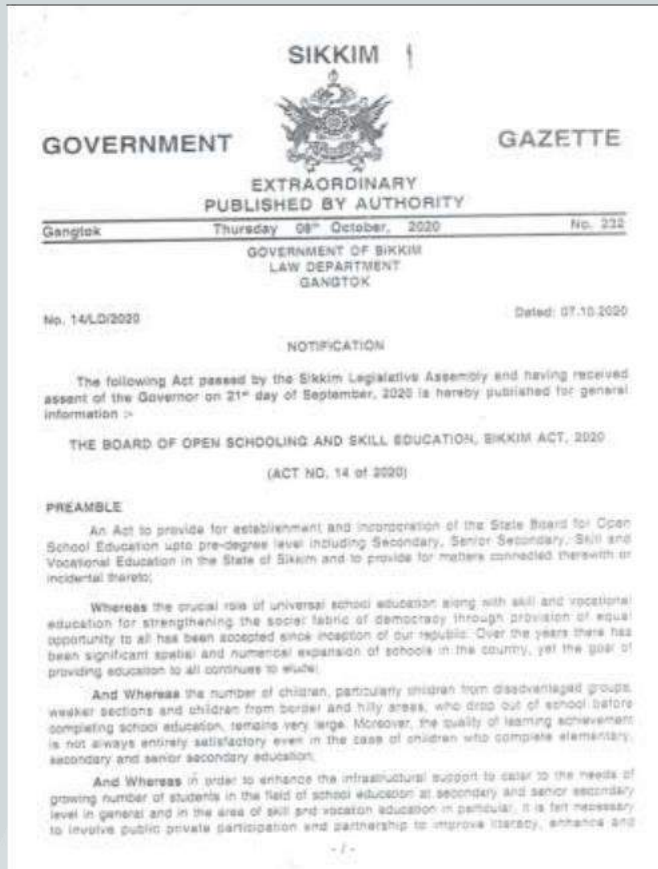 SIKKIM
GOVERNMENT GAZETTE
EXTRAORDINARY
PUBLISHED BY AUTHORITY
Gangtok Thursday 08th October, 2020 No. 232
GOVERNMENT OF SIKKIM
LAW DEPARTMENT
GANGTOK
No. 14/LD/2020 Dated: 07.10.2020
NOTIFICATION
The following Act passed by the Sikkim Legislative Assembly and having received
assent of the Governor on 21st day of September, 2020 is hereby published for general
information :-
THE BOARD OF OPEN SCHOOLING AND SKILL EDUCATION, SIKKIM ACT, 2020
(ACT NO. 14 of 2020)
PREAMBLE
An Act to provide for establishment and incorporation of the State Board for Open
School Education upto pre-degree level including Secondary, Senior Secondary, Skill and
Vocational Education in the State of Sikkim and to provide for matters connected therewith or
incidental thereto;
Whereas the crucial role of universal school education along with skill and vocational
education for strengthening the social fabric of democracy through provision of equal
opportunity to all has been accepted since inception of our republic. Over the years there has
been significant spatial and numerical expansion of schools in the country, yet the goal of
providing education to all continues to elude;
And Whereas the number of children, particularly children from disadvantaged groups,
weaker sections and children from border and hilly areas, who drop out of school before
completing school education, remains very large. Moreover, the quality of learning achievement
is not always entirely satisfactory even in the case of children who complete elementary,
secondary and senior secondary education;
And Whereas in order to enhance the infrastructural support to cater to the needs of
growing number of students in the field of school education at secondary and senior secondary
level in general and in the area of skill and vocation education in particular, it is felt necessary
to involve public private participation and partnership to improve literacy, enhance and
- 1 -